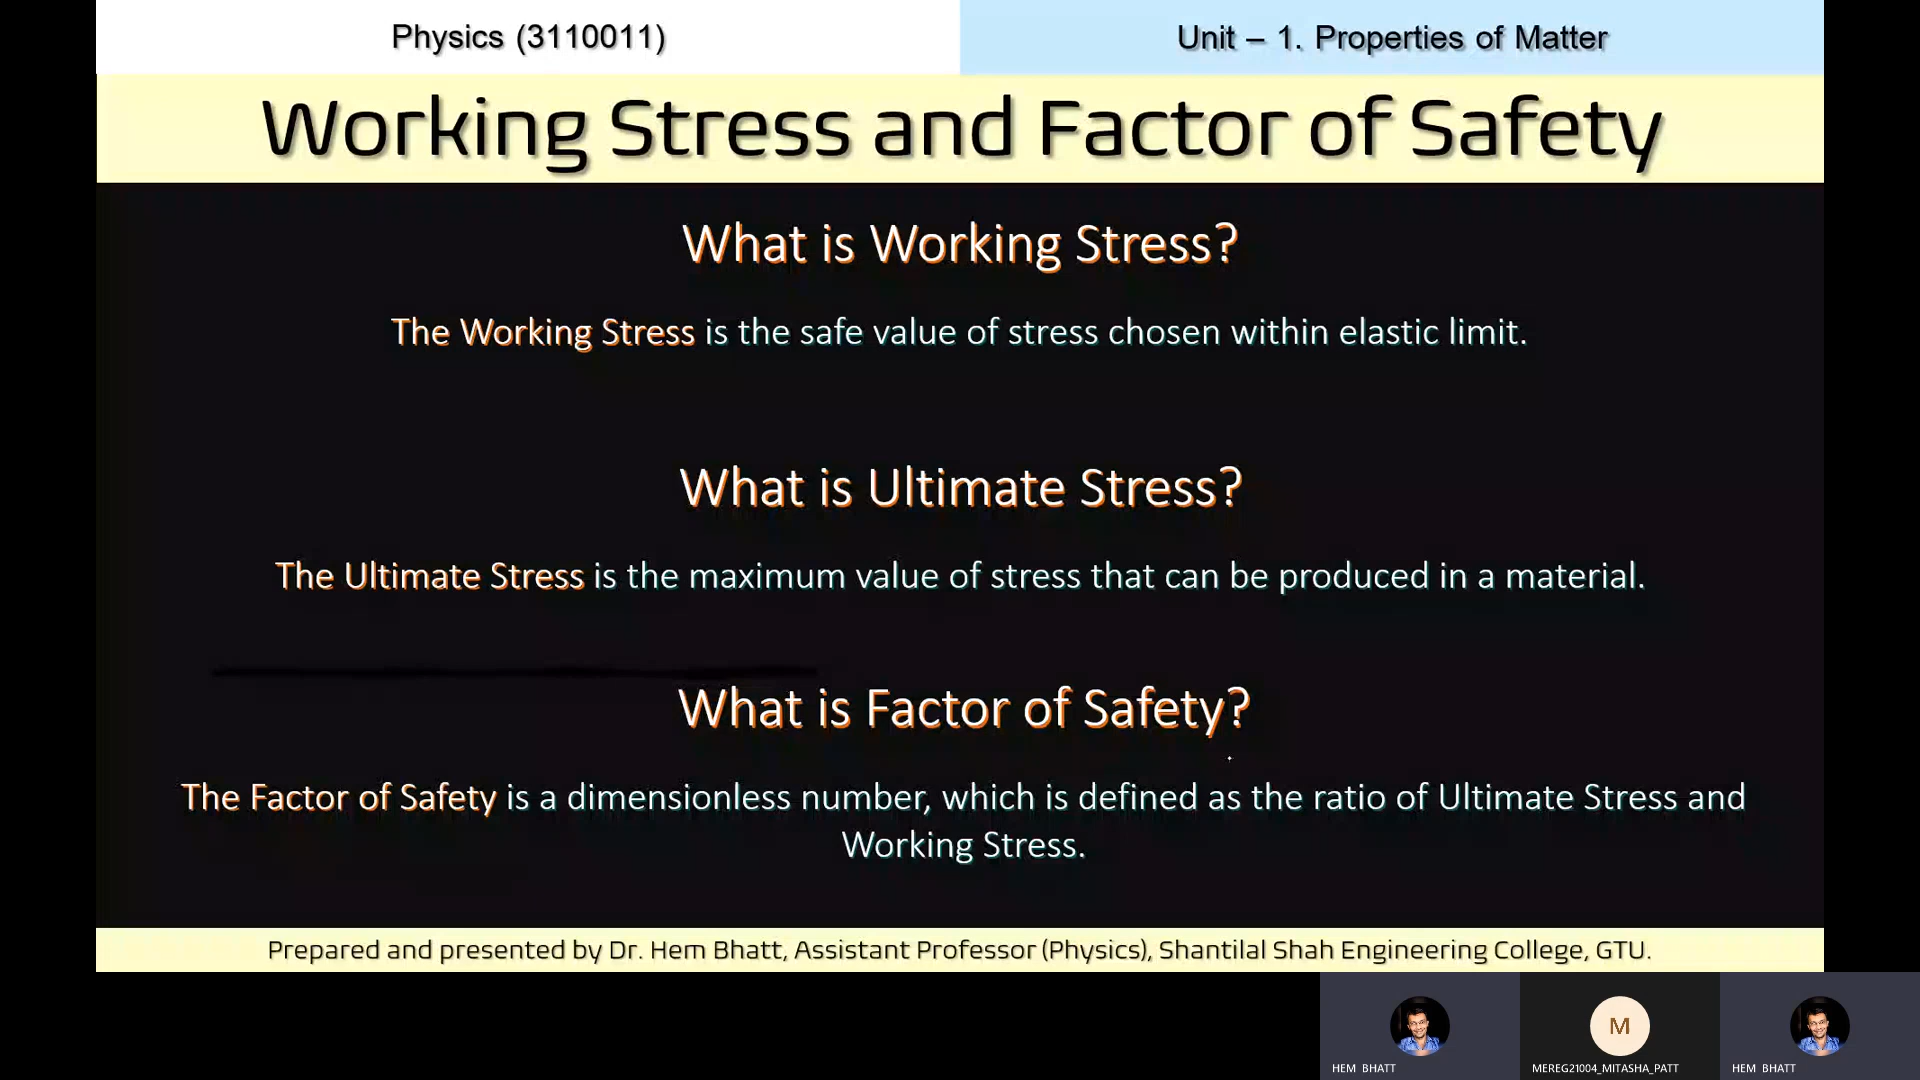 Physics (3110011)
Unit – 1. Properties of Matter
Working Stress and Factor of Safety
What is Working Stress?
The Working Stress is the safe value of stress chosen within elastic limit.
What is Ultimate Stress?
The Ultimate Stress is the maximum value of stress that can be produced in a material.
What is Factor of Safety?
The Factor of Safety is a dimensionless number, which is defined as the ratio of Ultimate Stress and
Working Stress.
Prepared and presented by Dr. Hem Bhatt, Assistant Professor (Physics), Shantilal Shah Engineering College, GTU.
M
HEM BHATT
MEREG21004_MITASHA_PATT
HEM BHATT